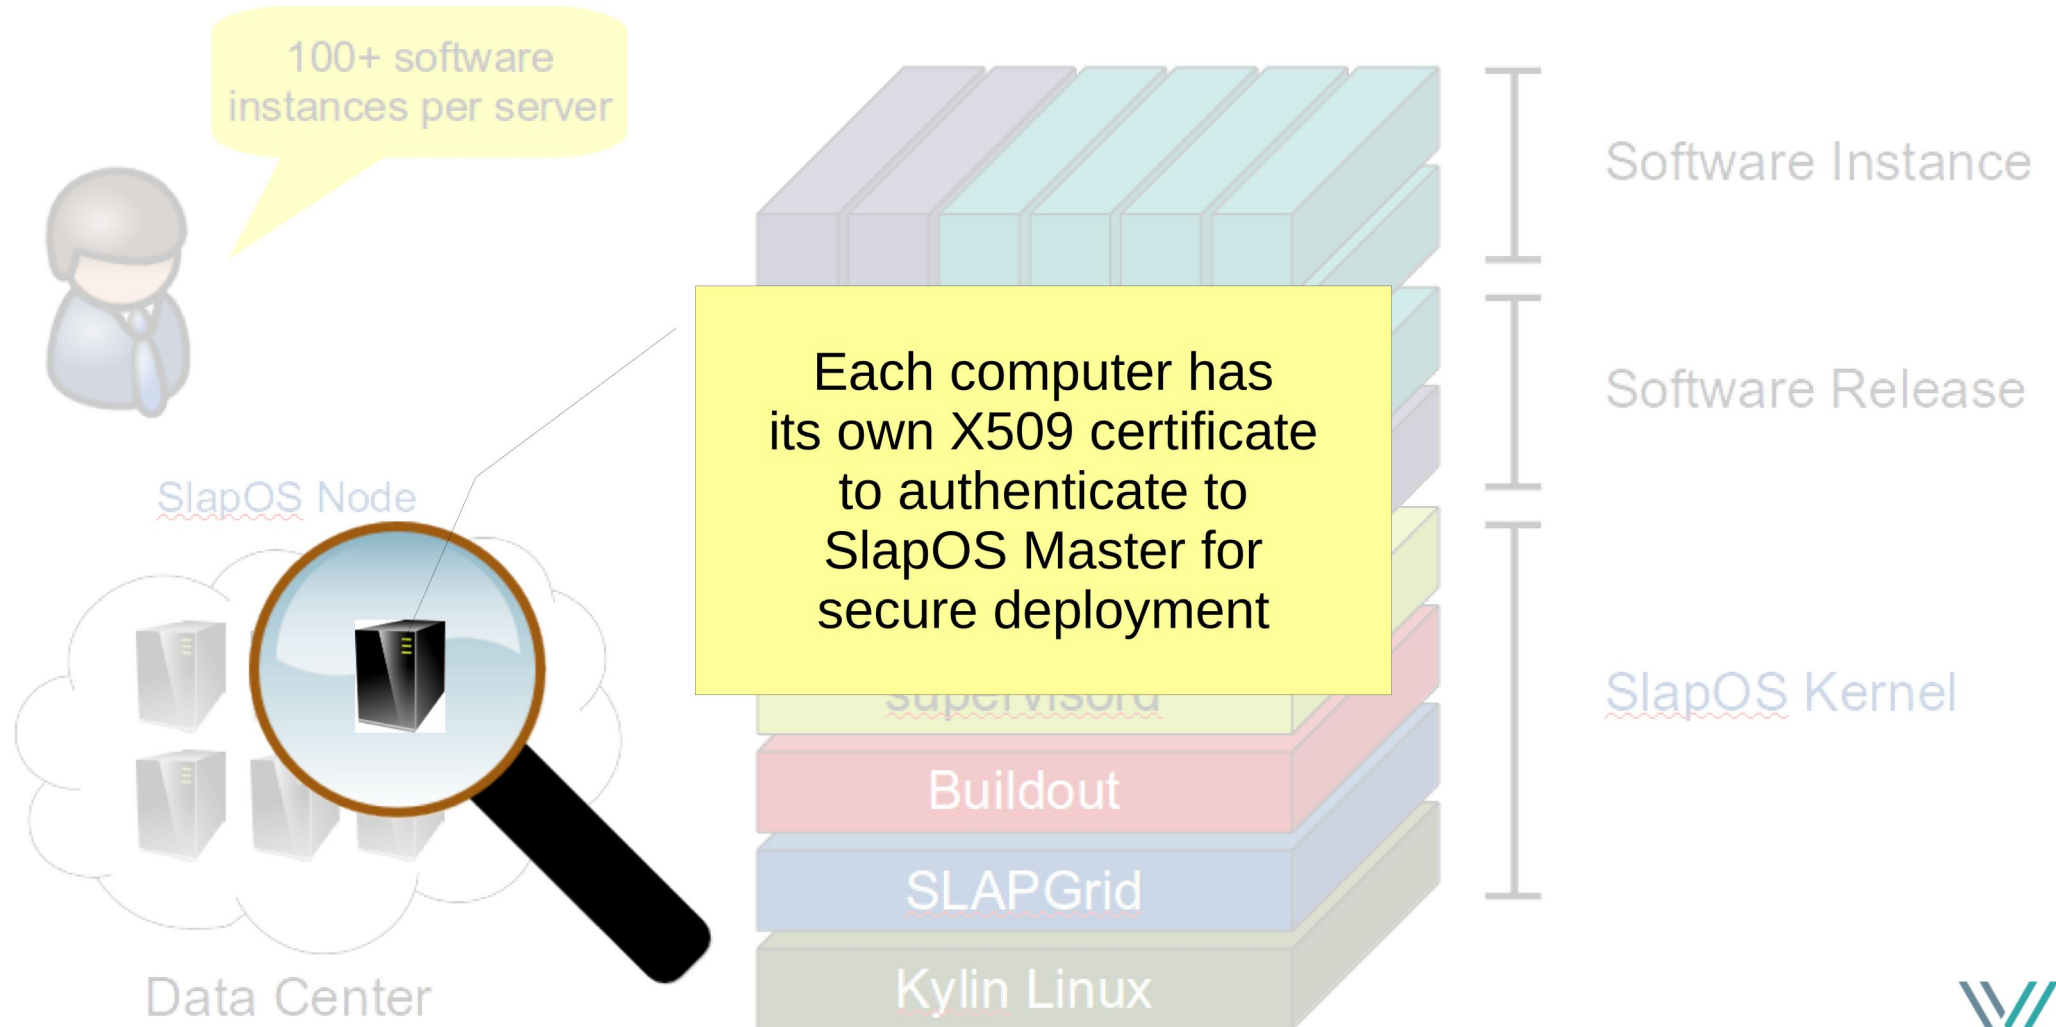 100+ software
instances per server
Software Instance
Each computer has
its own X509 certificate
to authenticate to
SlapOS Master for
secure deployment
Software Release
SlapOS Node
supervisord
SlapOS Kernel
Buildout
SLAPGrid
Kylin Linux
Data Center